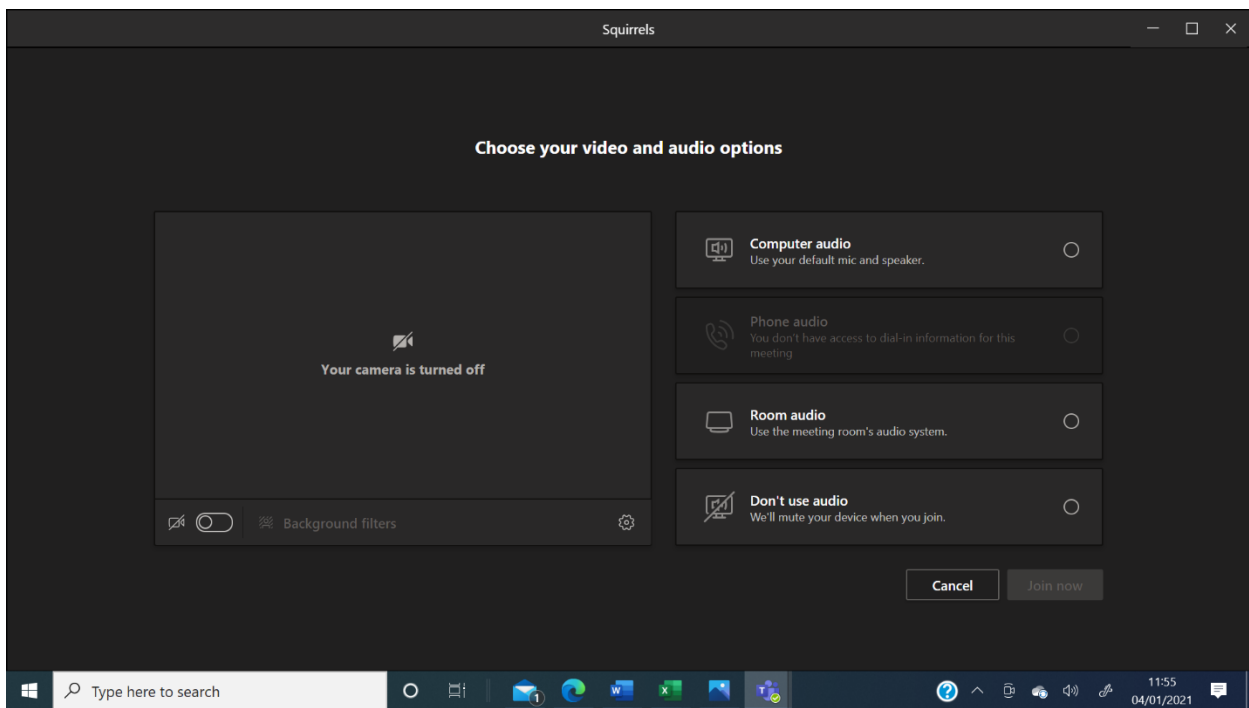 Squirrels
Choose your video and audio options
Your camera is turned off
Background filters
Computer audio
Use your default mic and speaker.
Phone audio
You don't have access to dial-in information for this
meeting
Room audio
Use the meeting room's audio system.
Don't use audio
We'll mute your device when you join.
Cancel
Join now
Type here to search
1
W
X
T
?
11:55
04/01/2021